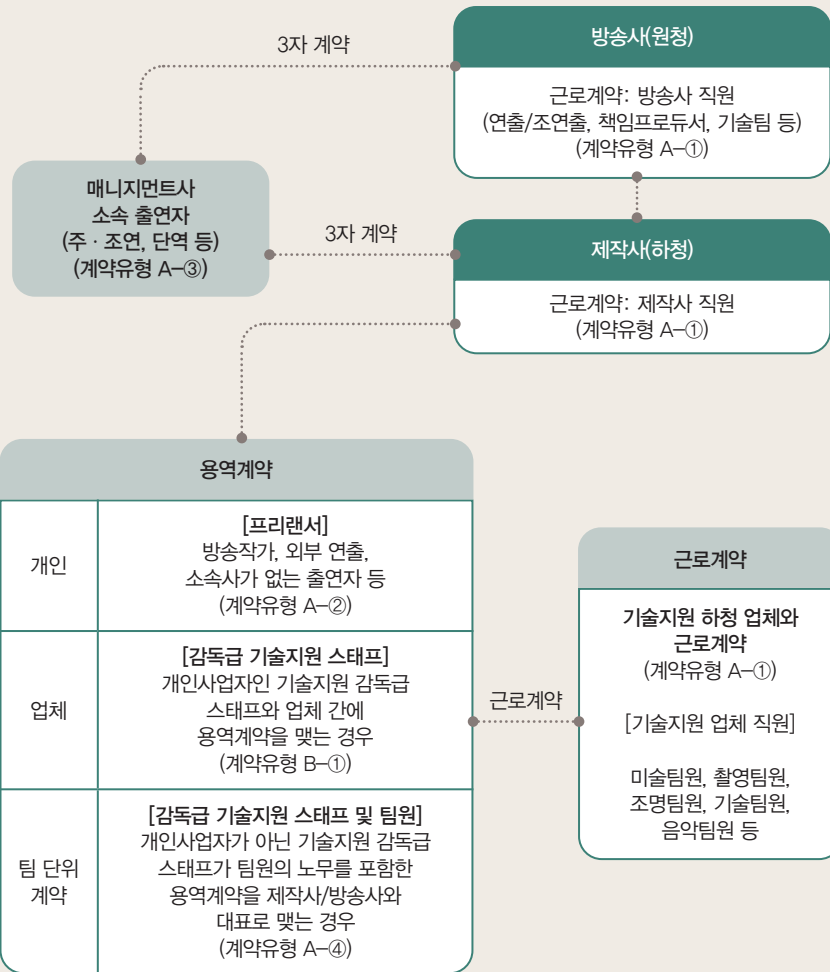 3자 계약
방송사(원청)
근로계약: 방송사 직원
(연출/조연출, 책임프로듀서, 기술팀 등)
(계약유형 A-①)
매니지먼트사
소속 출연자
(주·조연, 단역 등)
(계약유형 A-③)
3자 계약
제작사(하청)
근로계약: 제작사 직원
(계약유형 A-①)
용역계약
개인
[프리랜서]
방송작가, 외부 연출,
소속사가 없는 출연자 등
(계약유형 A-②)
업체
[감독급 기술지원 스태프]
개인사업자인 기술지원 감독급
스태프와 업체 간에
용역계약을 맺는 경우
(계약유형 B-①)
팀 단위
계약
[감독급 기술지원 스태프 및 팀원]
개인사업자가 아닌 기술지원 감독급
스태프가 팀원의 노무를 포함한
용역계약을 제작사/방송사와
대표로 맺는 경우
(계약유형 A-④)
근로계약
근로계약
기술지원 하청 업체와
근로계약
(계약유형 A-①)
[기술지원 업체 직원]
미술팀원, 촬영팀원,
조명팀원, 기술팀원,
음악팀원 등